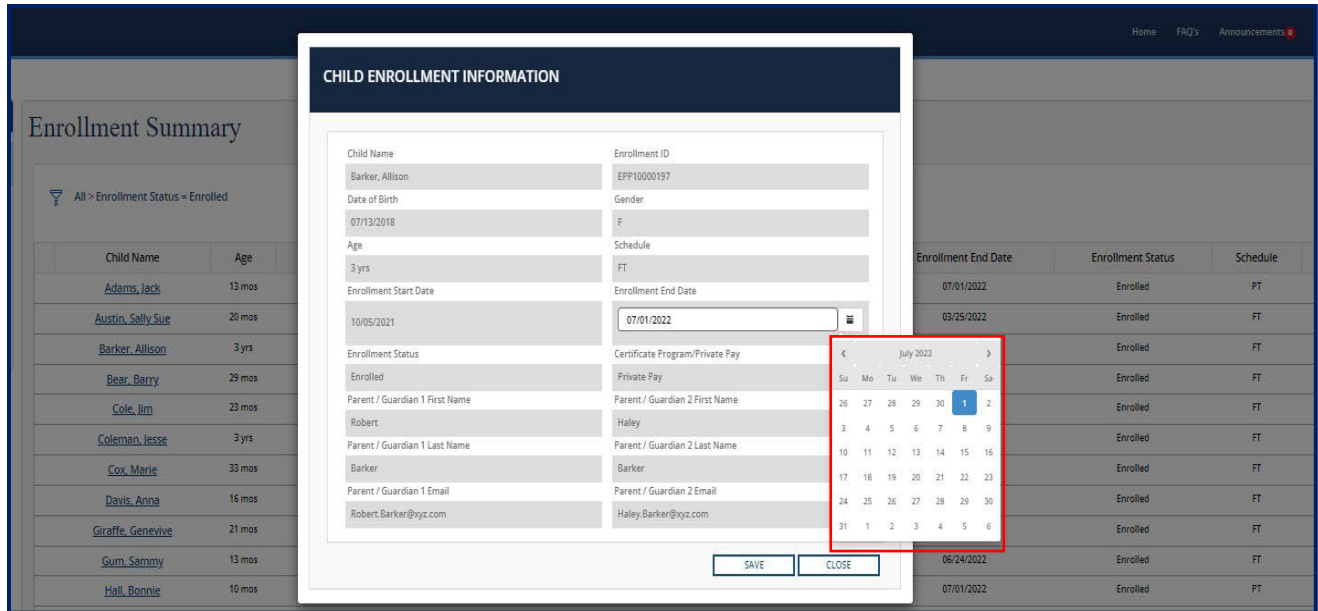 Home FAQ's Announcements 0
CHILD ENROLLMENT INFORMATION
Enrollment Summary
All > Enrollment Status = Enrolled
Child Name Age Enrollment End Date Enrollment Status Schedule
Adams, Jack 13 mos 07/01/2022 Enrolled PT
Austin, Sally Sue 20 mos 03/25/2022 Enrolled FT
Barker, Allison 3 yrs Enrolled FT
Bear, Barry 29 mos Enrolled FT
Cole, Jim 23 mos Enrolled FT
Coleman, Jesse 3 yrs Enrolled FT
Cox, Marie 33 mos Enrolled FT
Davis, Anna 16 mos Enrolled FT
Giraffe, Genevive 21 mos Enrolled FT
Gum, Sammy 13 mos 06/24/2022 Enrolled FT
Hall, Bonnie 10 mos 07/01/2022 Enrolled PT
Child Name Enrollment ID
Barker, Allison EPP10000197
Date of Birth Gender
07/13/2018 F
Age Schedule
3 yrs FT
Enrollment Start Date Enrollment End Date
10/05/2021 07/01/2022
Enrollment Status Certificate Program/Private Pay
Enrolled Private Pay
Parent / Guardian 1 First Name Parent / Guardian 2 First Name
Robert Haley
Parent / Guardian 1 Last Name Parent / Guardian 2 Last Name
Barker Barker
Parent / Guardian 1 Email Parent / Guardian 2 Email
Robert.Barker@xyz.com Haley.Barker@xyz.com
July 2022
Su Mo Tu We Th Fr Sa
26 27 28 29 30 1 2
3 4 5 6 7 8 9
10 11 12 13 14 15 16
17 18 19 20 21 22 23
24 25 26 27 28 29 30
31 1 2 3 4 5 6
SAVE CLOSE